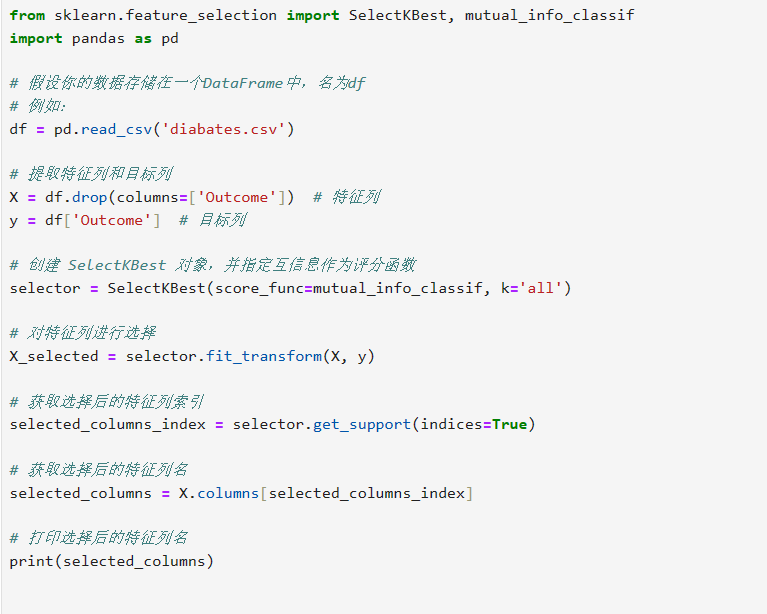 from sklearn.feature_selection import SelectKBest, mutual_info_classif
import pandas as pd
# 假设你的数据存储在一个DataFrame中，名为df
# 例如：
df = pd.read_csv('diabates.csv')
# 提取特征列和目标列
X = df.drop(columns=['Outcome'])  # 特征列
y = df['Outcome']  # 目标列
# 创建 SelectKBest 对象，并指定互信息作为评分函数
selector = SelectKBest(score_func=mutual_info_classif, k='all')
# 对特征列进行选择
X_selected = selector.fit_transform(X, y)
# 获取选择后的特征列索引
selected_columns_index = selector.get_support(indices=True)
# 获取选择后的特征列名
selected_columns = X.columns[selected_columns_index]
# 打印选择后的特征列名
print(selected_columns)